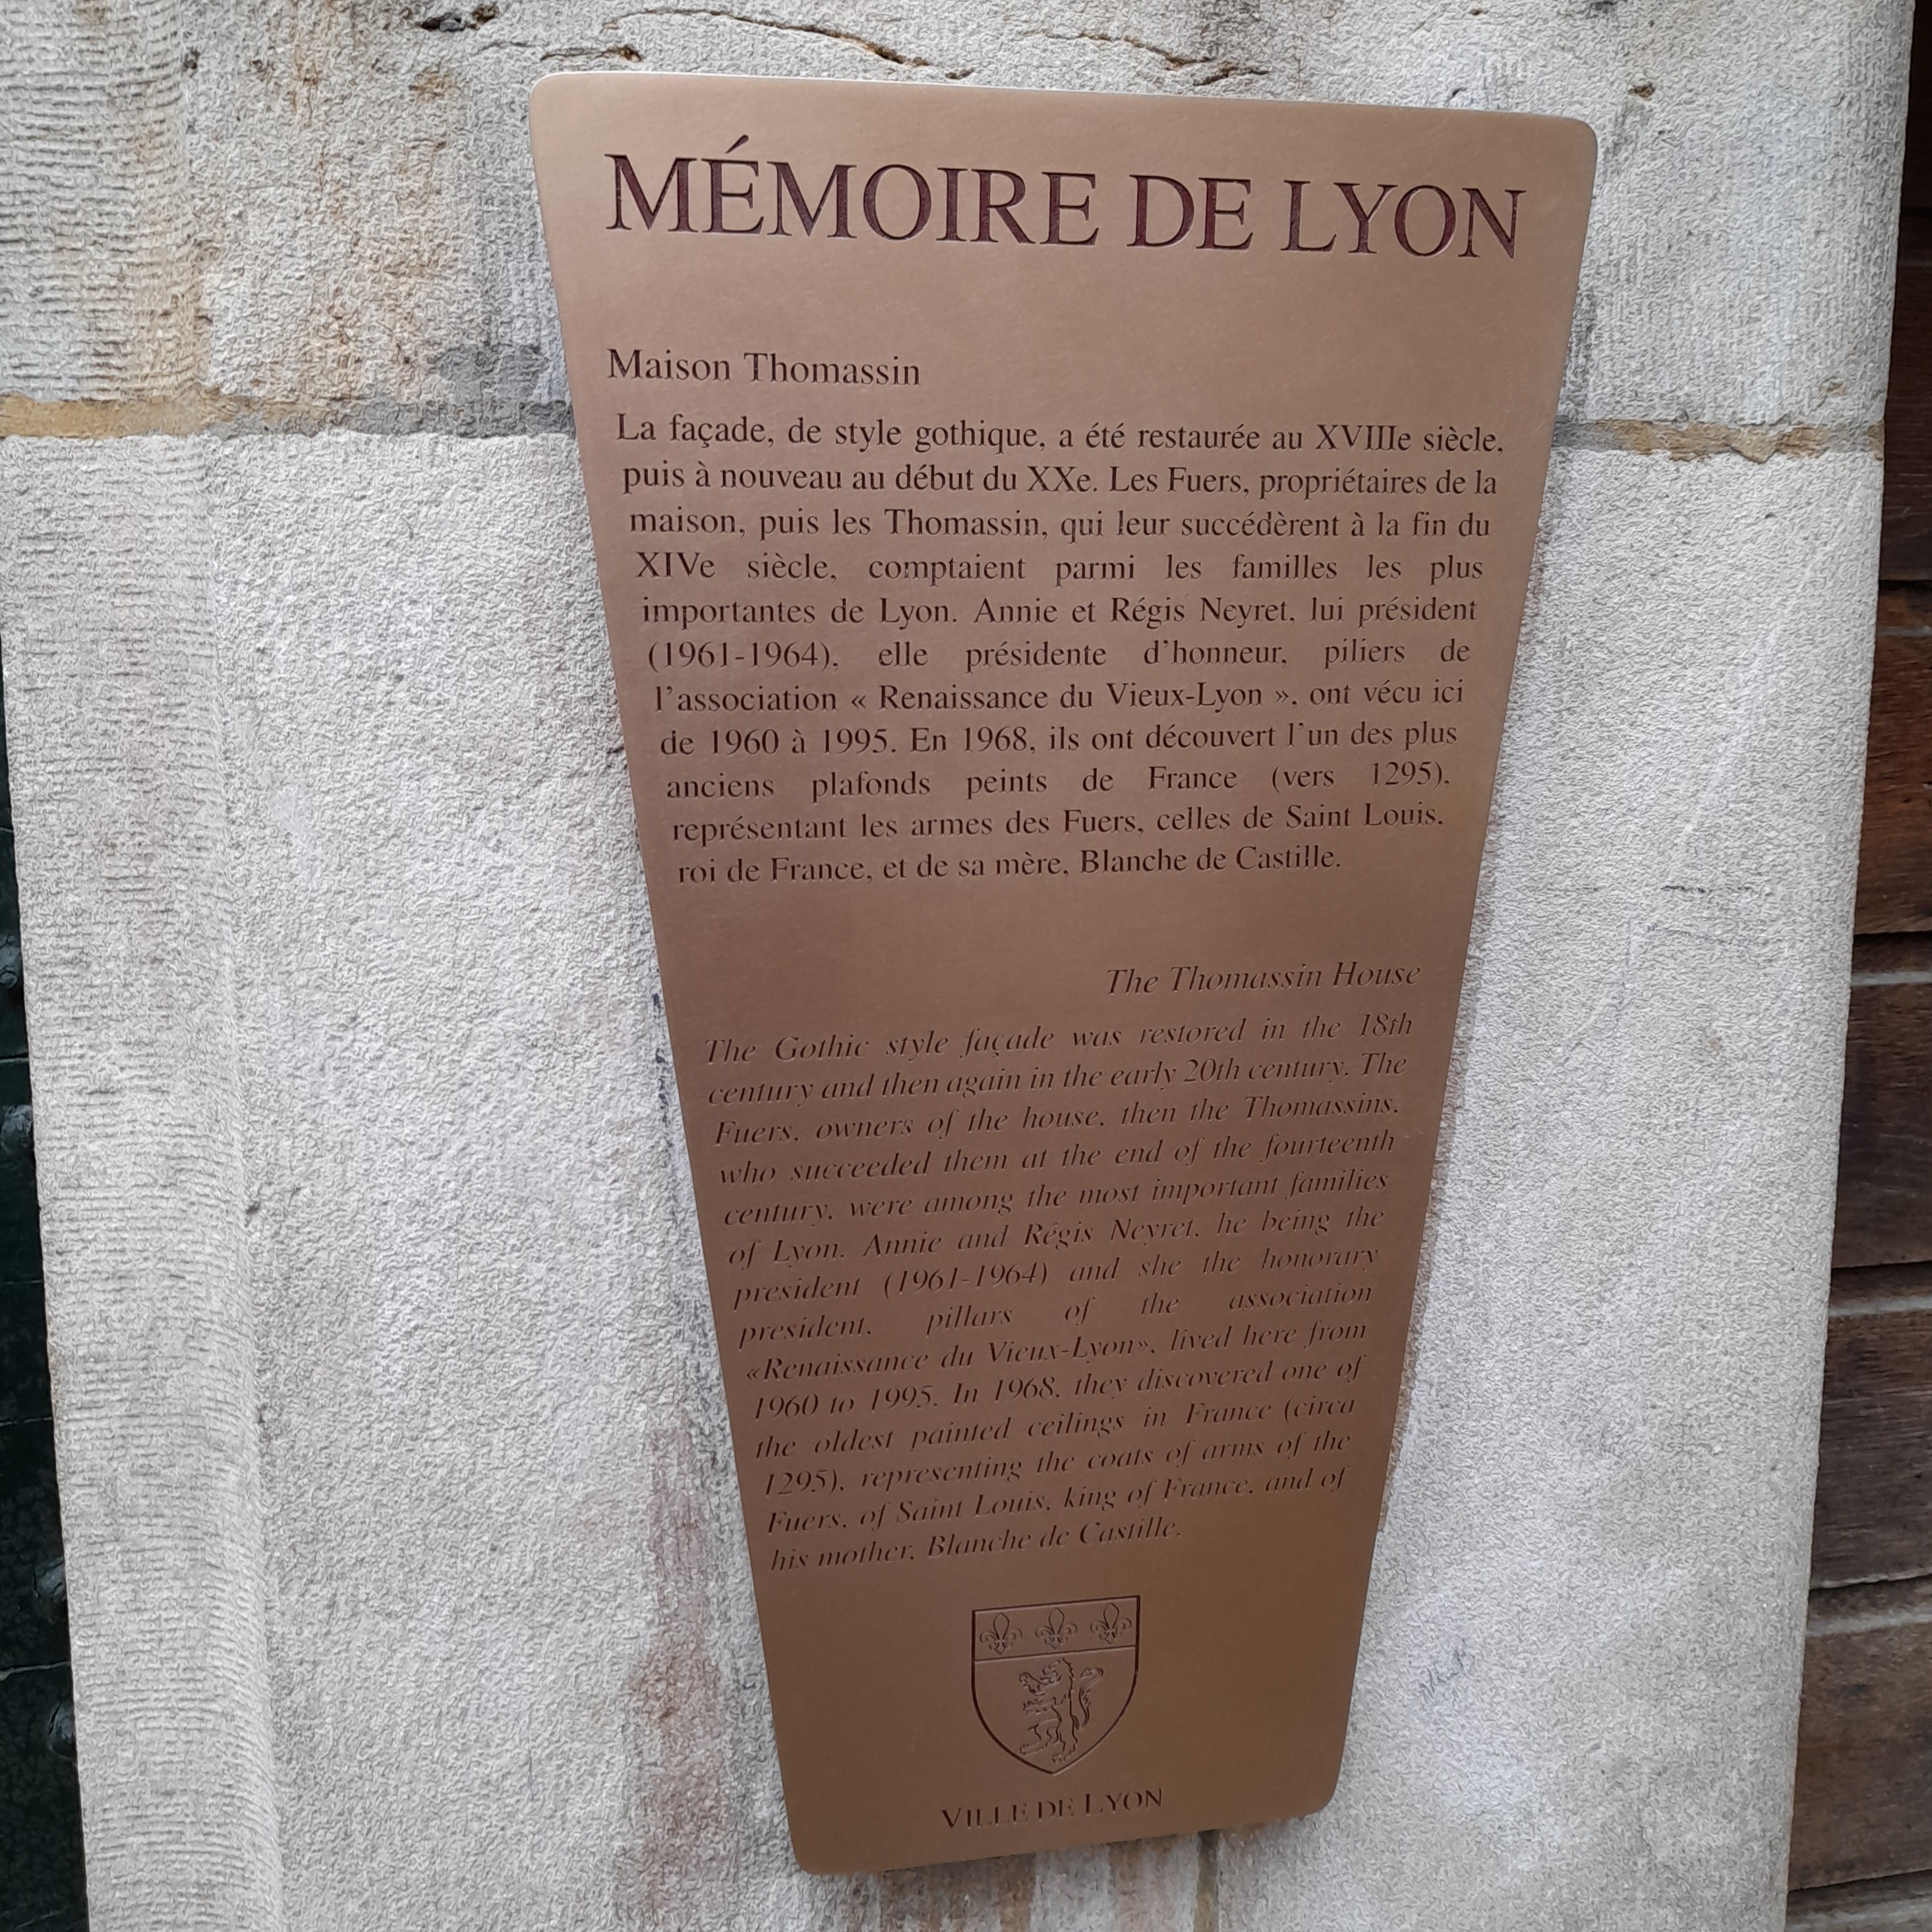 MÉMOIRE DE LYON
Maison Thomassin
La façade, de style gothique, a été restaurée au XVIIIe siècle,
puis à nouveau au début du XXe. Les Fuers, propriétaires de la
maison, puis les Thomassin, qui leur succédèrent à la fin du
XIVe siècle, comptaient parmi les familles les plus
importantes de Lyon. Annie et Régis Neyret, lui président
(1961-1964), elle présidente d'honneur, piliers de
l'association « Renaissance du Vieux-Lyon », ont vécu ici
de 1960 à 1995. En 1968, ils ont découvert l'un des plus
anciens plafonds peints de France (vers 1295),
représentant les armes des Fuers, celles de Saint Louis,
roi de France, et de sa mère, Blanche de Castille.
The Thomassin House
The Gothic style façade was restored in the 18th
century and then again in the early 20th century. The
Fuers, owners of the house, then the Thomassins,
who succeeded them at the end of the fourteenth
century, were among the most important families
of Lyon. Annie and Régis Neyret, he being the
president (1961-1964) and she the honorary
president, pillars of the association
«Renaissance du Vieux-Lyon», lived here from
1960 to 1995. In 1968, they discovered one of
the oldest painted ceilings in France (circa
1295), representing the coats of arms of the
Fuers, of Saint Louis, king of France, and of
his mother, Blanche de Castille.
VILLE DE LYON